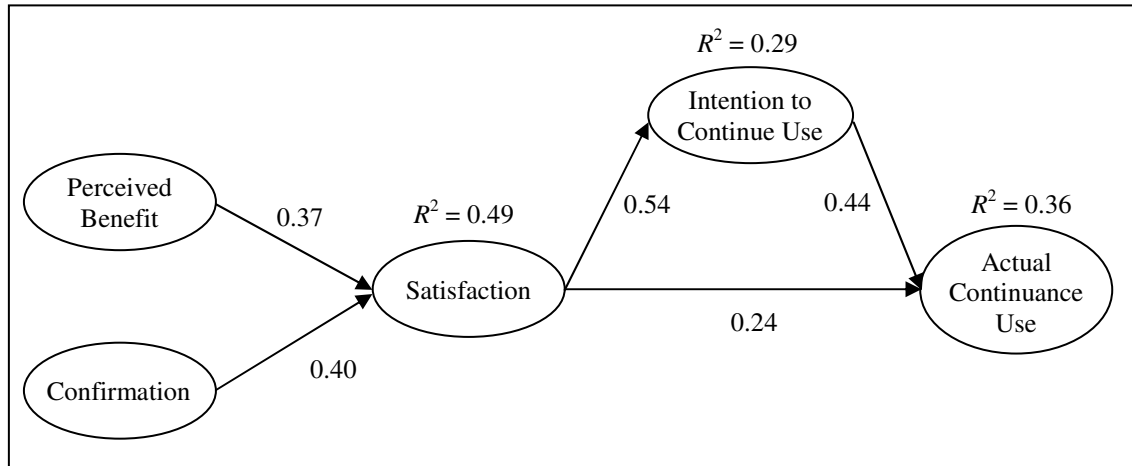 R² = 0.29
Intention to
Continue Use
Perceived
Benefit
0.37
R² = 0.49
0.54
0.44
R² = 0.36
Satisfaction
Actual
Continuance
Use
0.24
Confirmation
0.40